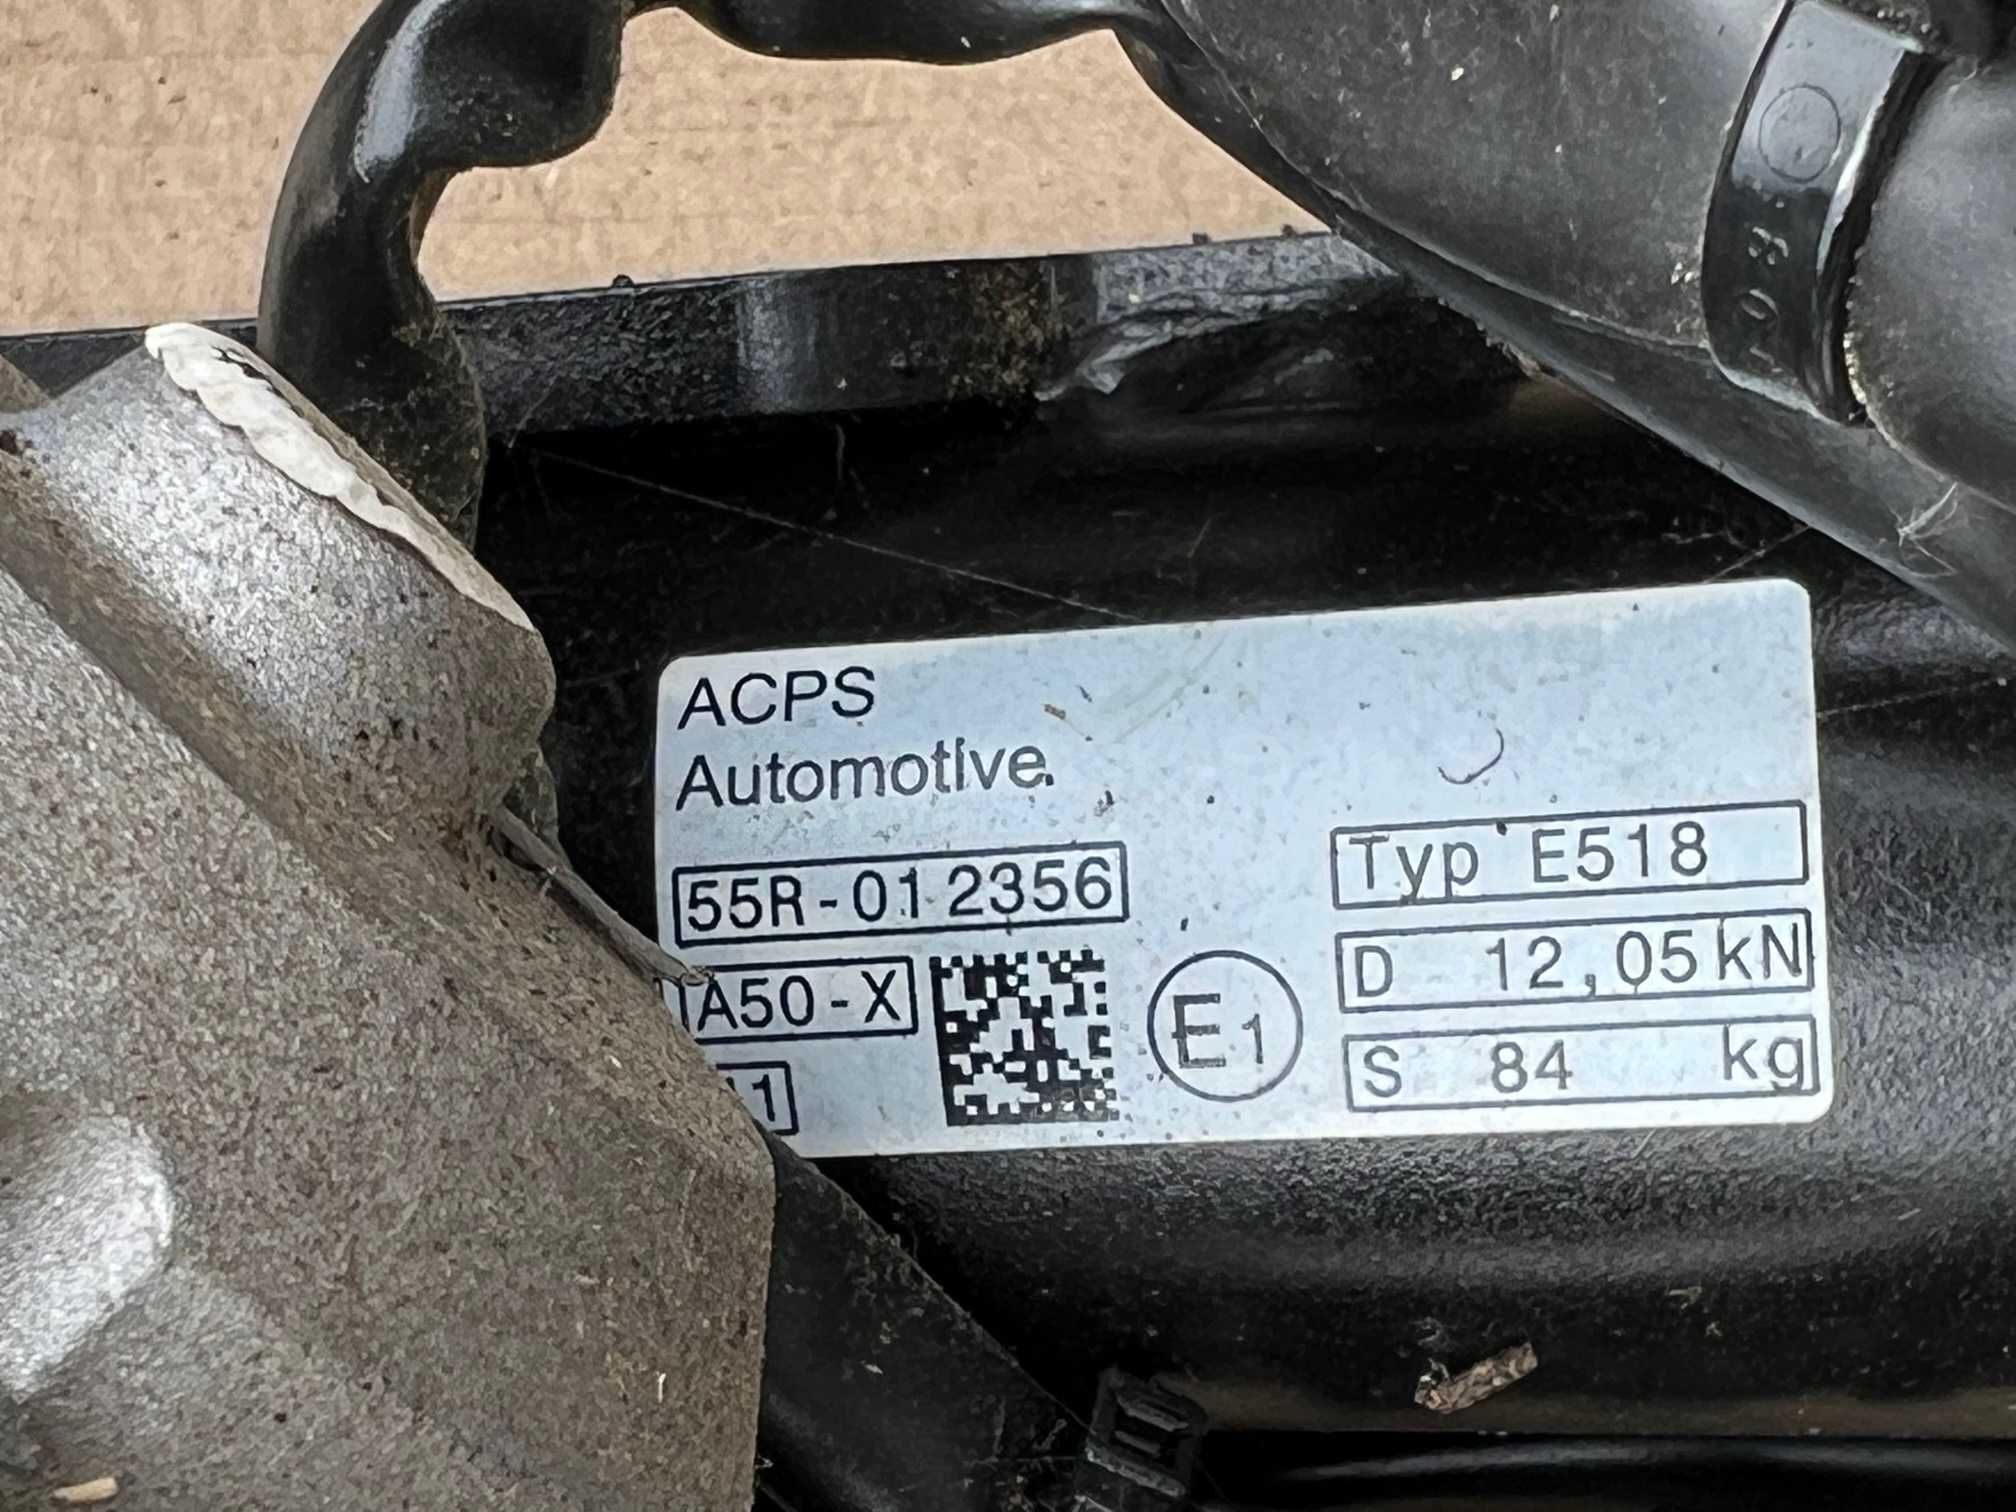 ACPS
Automotive.
55R-01 2356
Typ E518
A50-X
E1
D 12,05 kN
S 84 kg